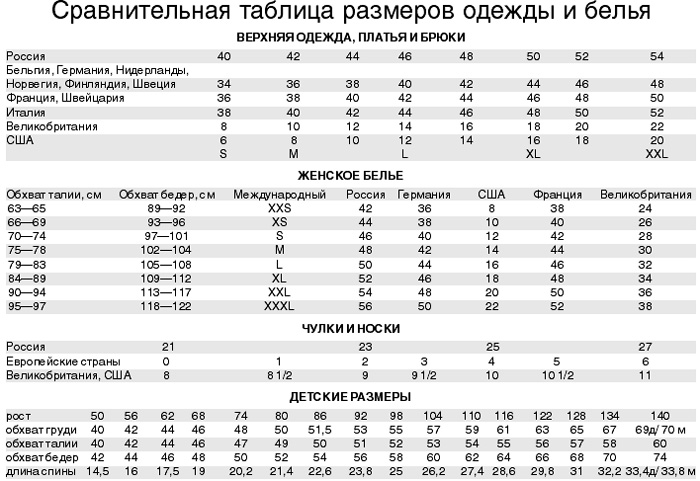 Сравнительная таблица размеров одежды и белья
ВЕРХНЯЯ ОДЕЖДА, ПЛАТЬЯ И БРЮКИ
Россия 40 42 44 46 48 50 52 54
Бельгия, Германия, Нидерланды,
Норвегия, Финляндия, Швеция 34 36 38 40 42 44 46 48
Франция, Швейцария 36 38 40 42 44 46 48 50
Италия 38 40 42 44 46 48 50 52
Великобритания 8 10 12 14 16 18 20 22
США 6 8 10 12 14 16 18 20
S M L XL XXL
ЖЕНСКОЕ БЕЛЬЕ
Обхват талии, см Обхват бедер, см Международный Россия Германия США Франция Великобритания
63—65 89—92 XXS 42 36 8 38 24
66—69 93—96 XS 44 38 10 40 26
70—74 97—101 S 46 40 12 42 28
75—78 102—104 M 48 42 14 44 30
79—83 105—108 L 50 44 16 46 32
84—89 109—112 XL 52 46 18 48 34
90—94 113—117 XXL 54 48 20 50 36
95—97 118—122 XXXL 56 50 22 52 38
ЧУЛКИ И НОСКИ
Россия 21 23 25 27
Европейские страны 0 1 2 3 4 5 6
Великобритания, США 8 8 1/2 9 9 1/2 10 10 1/2 11
ДЕТСКИЕ РАЗМЕРЫ
рост 50 56 62 68 74 80 86 92 98 104 110 116 122 128 134 140
обхват груди 40 42 44 46 48 50 51,5 53 55 57 59 61 63 65 67 69д/ 70 м
обхват талии 40 42 44 46 47 49 50 51 52 53 54 55 56 57 58 60
обхват бедер 42 44 46 48 50 52 54 56 58 60 62 64 66 68 70 74
длина спины 14,5 16 17,5 19 20,2 21,4 22,6 23,8 25 26,2 27,4 28,6 29,8 31 32,2 33,4д/ 33,8 м